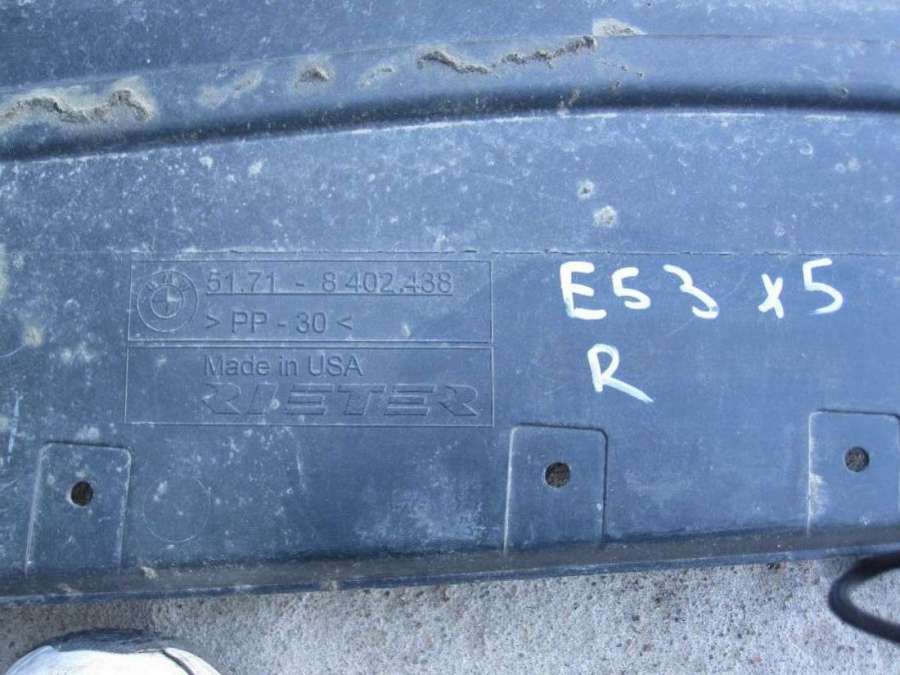 51.71 - 8 402.438
> PP - 30 <
Made in USA
RIETER
E53 x5
R